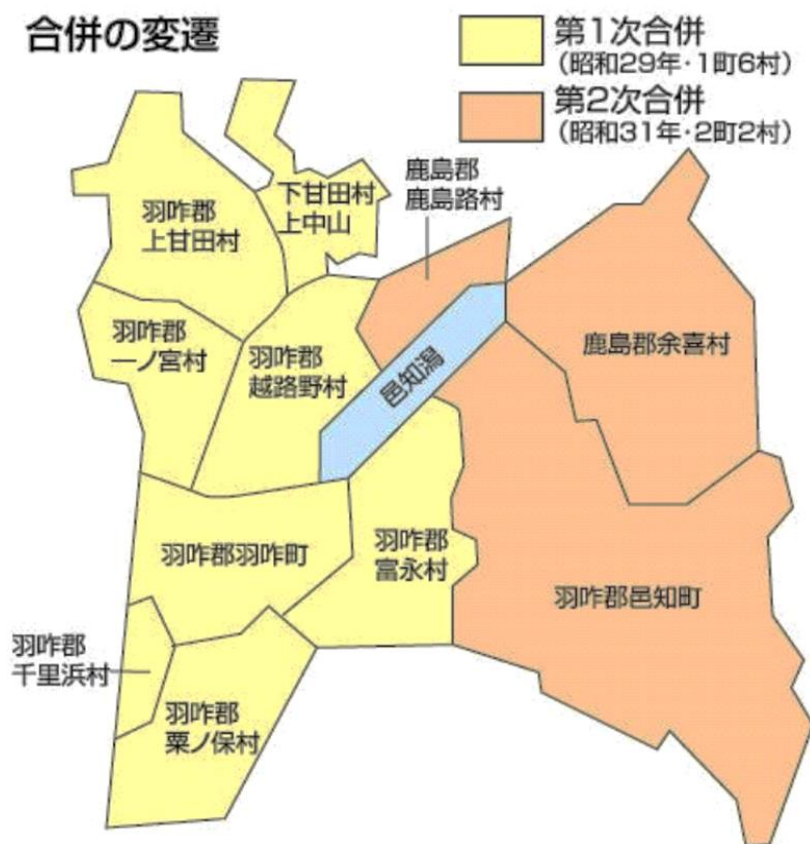 合併の変遷
第1次合併
(昭和29年・1町6村)
第2次合併
(昭和31年・2町2村)
鹿島郡
鹿島路村
下甘田村
上中山
羽咋郡
上甘田村
羽咋郡
一ノ宮村
羽咋郡
越路野村
邑知潟
鹿島郡余喜村
羽咋郡羽咋町
羽咋郡
富永村
羽咋郡邑知町
羽咋郡
千里浜村
羽咋郡
粟ノ保村